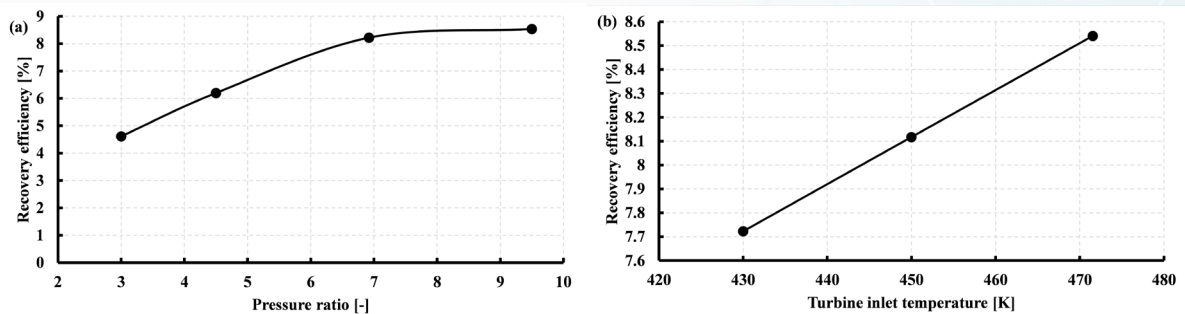 (a)
Recovery efficiency [%]
9
8
7
6
5
4
3
2
1
0
2 3 4 5 6 7 8 9 10
Pressure ratio [-]
(b)
Recovery efficiency [%]
8.6
8.5
8.4
8.3
8.2
8.1
8
7.9
7.8
7.7
7.6
420 430 440 450 460 470 480
Turbine inlet temperature [K]